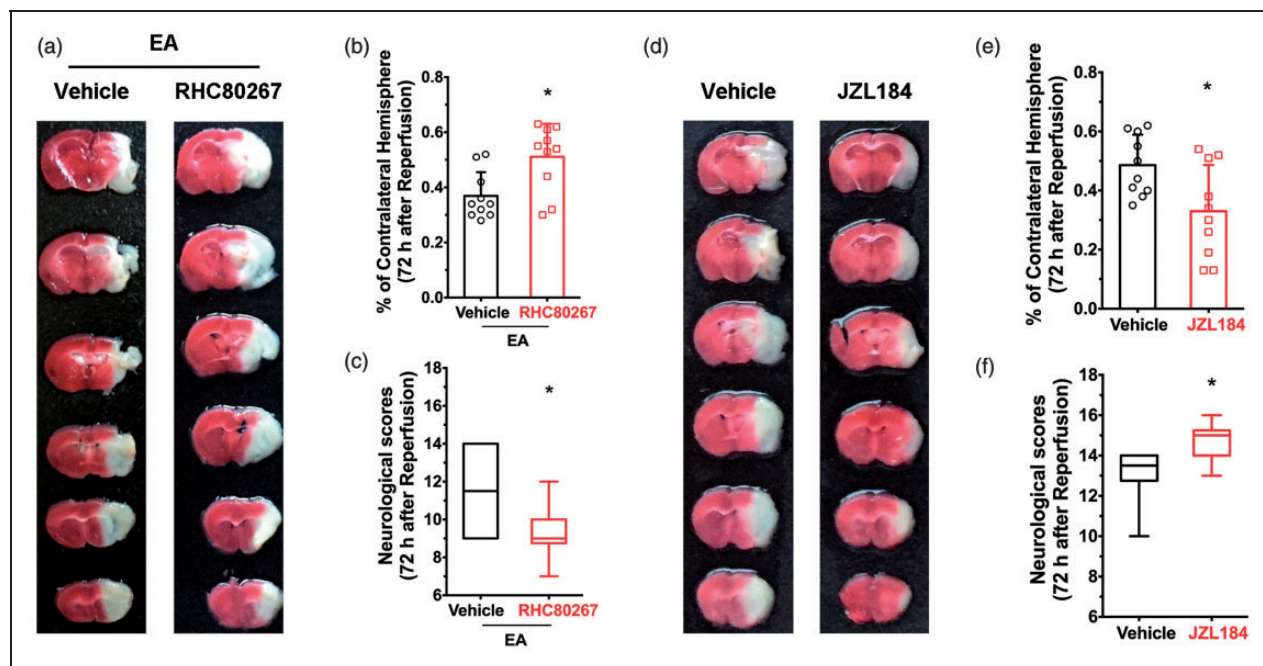 (a)
EA
Vehicle RHC80267
(b)
% of Contralateral Hemisphere
(72 h after Reperfusion)
0.8
0.6
0.4
0.2
0.0
*
Vehicle RHC80267
EA
(c)
Neurological scores
(72 h after Reperfusion)
18
16
14
12
10
8
6
*
Vehicle RHC80267
EA
(d)
Vehicle JZL184
(e)
% of Contralateral Hemisphere
(72 h after Reperfusion)
0.8
0.6
0.4
0.2
0.0
*
Vehicle JZL184
(f)
Neurological scores
(72 h after Reperfusion)
18
16
14
12
10
8
6
*
Vehicle JZL184